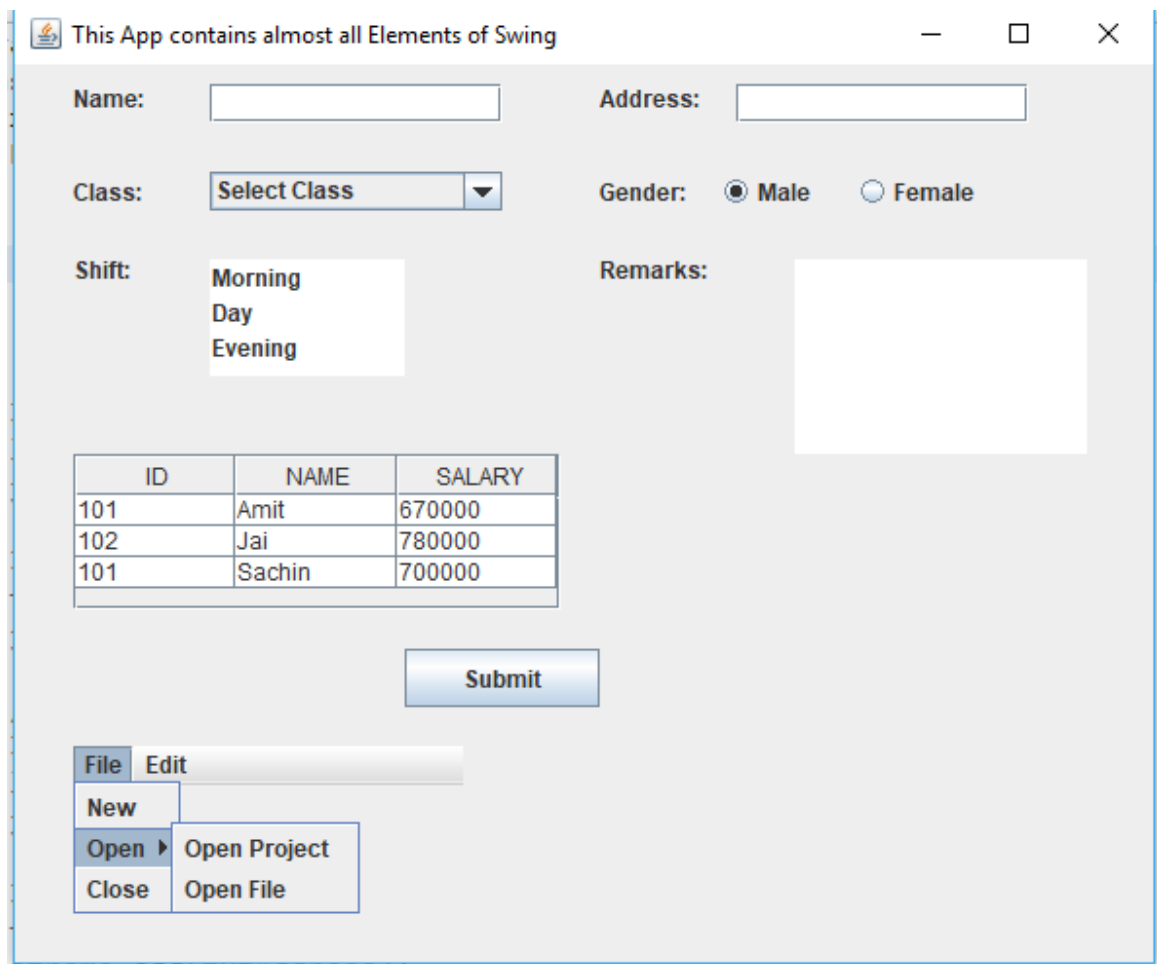 This App contains almost all Elements of Swing
Name: Address:
Class: Select Class Gender: Male Female
Shift: Morning Remarks:
Day
Evening
ID NAME SALARY
101 Amit 670000
102 Jai 780000
101 Sachin 700000
Submit
File Edit
New
Open Open Project
Close Open File